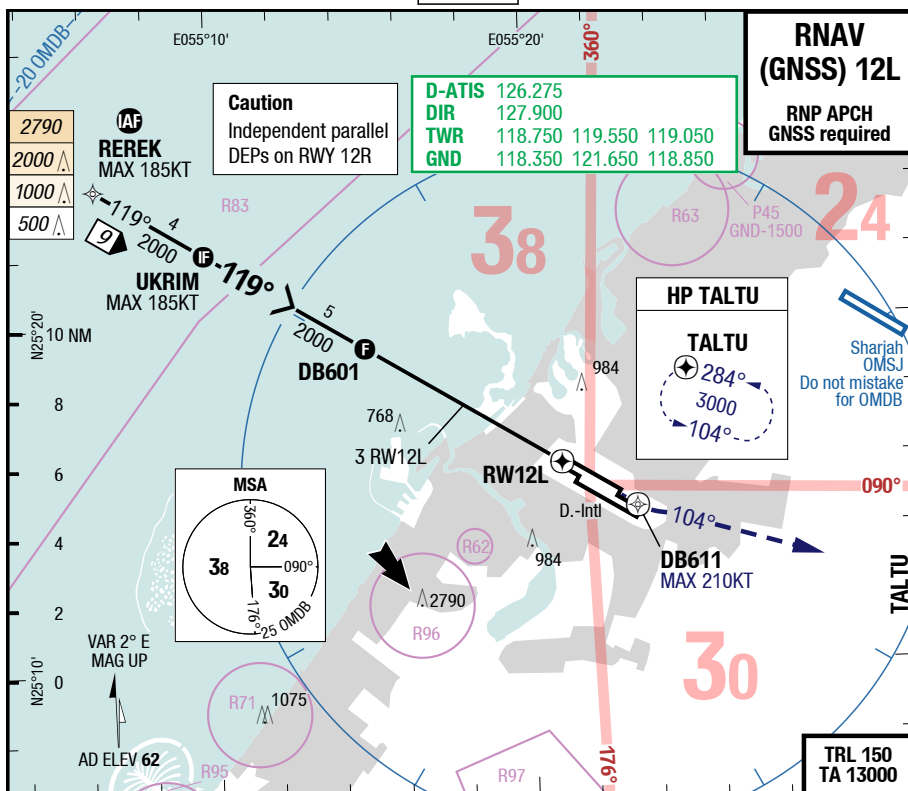 E055°10'
E055°20'
360°
RNAV
(GNSS) 12L
RNP APCH
GNSS required
20 OMDB
D-ATIS 126.275
DIR 127.900
TWR 118.750 119.550 119.050
GND 118.350 121.650 118.850
Caution
Independent parallel
DEPs on RWY 12R
2790
2000
1000
500
IAF
REREK
MAX 185KT
119°
4
2000
9
R83
IF
UKRIM
MAX 185KT
119°
5
2000
38
R63
P45
GND-1500
24
N25°20'
10 NM
F
DB601
HP TALTU
TALTU
284°
3000
104°
Sharjah
OMSJ
Do not mistake
for OMDB
984
768
8
3 RW12L
6
RW12L
090°
D.-Intl
MSA
360°
24
38
090°
30
176°
25 OMDB
104°
DB611
MAX 210KT
TALTU
4
R62
984
2790
R96
2
VAR 2° E
MAG UP
N25°10'
0
30
R71
1075
AD ELEV 62
R95
R97
176°
TRL 150
TA 13000